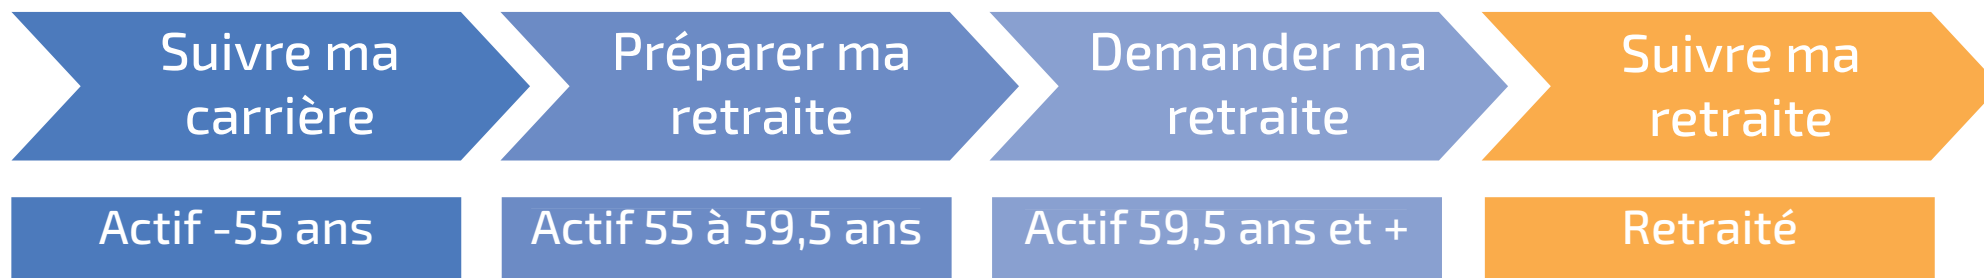 Suivre ma
carrière
Préparer ma
retraite
Demander ma
retraite
Suivre ma
retraite
Actif -55 ans
Actif 55 à 59,5 ans
Actif 59,5 ans et +
Retraité